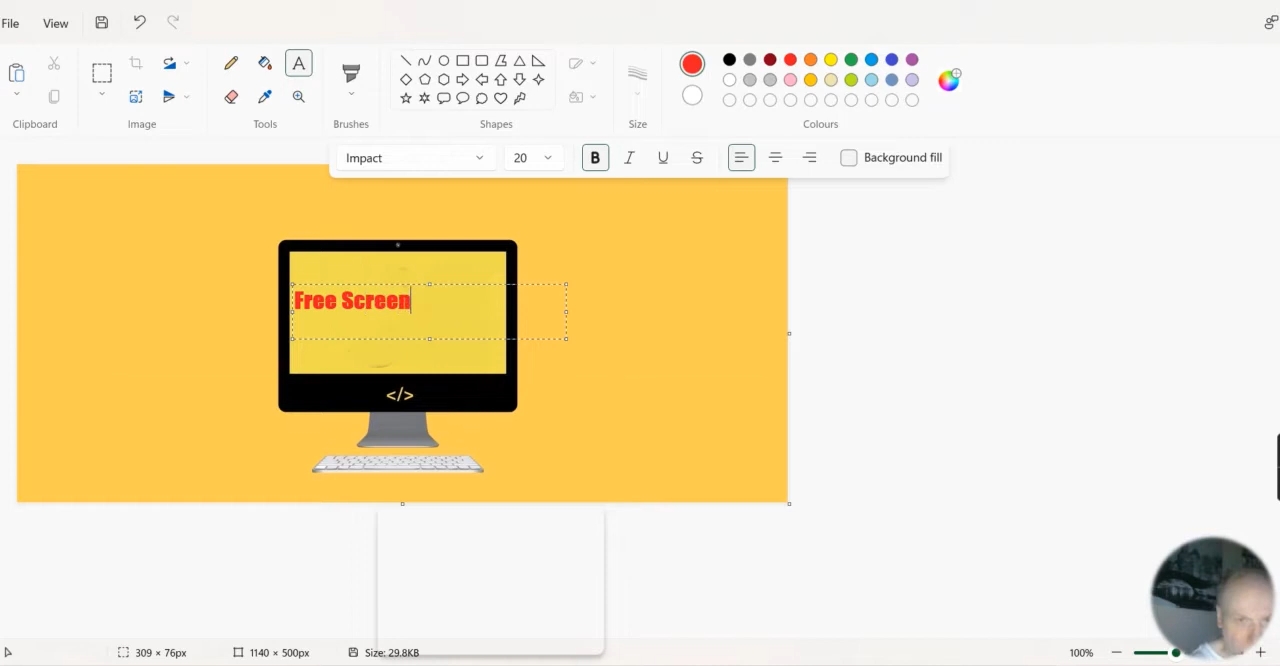 File View
Impact 20 B I U S Background fill
Clipboard Image Tools Brushes Shapes Size Colours
Free Screen
</>
309 × 76px 1140 × 500px Size: 29.8KB 100%